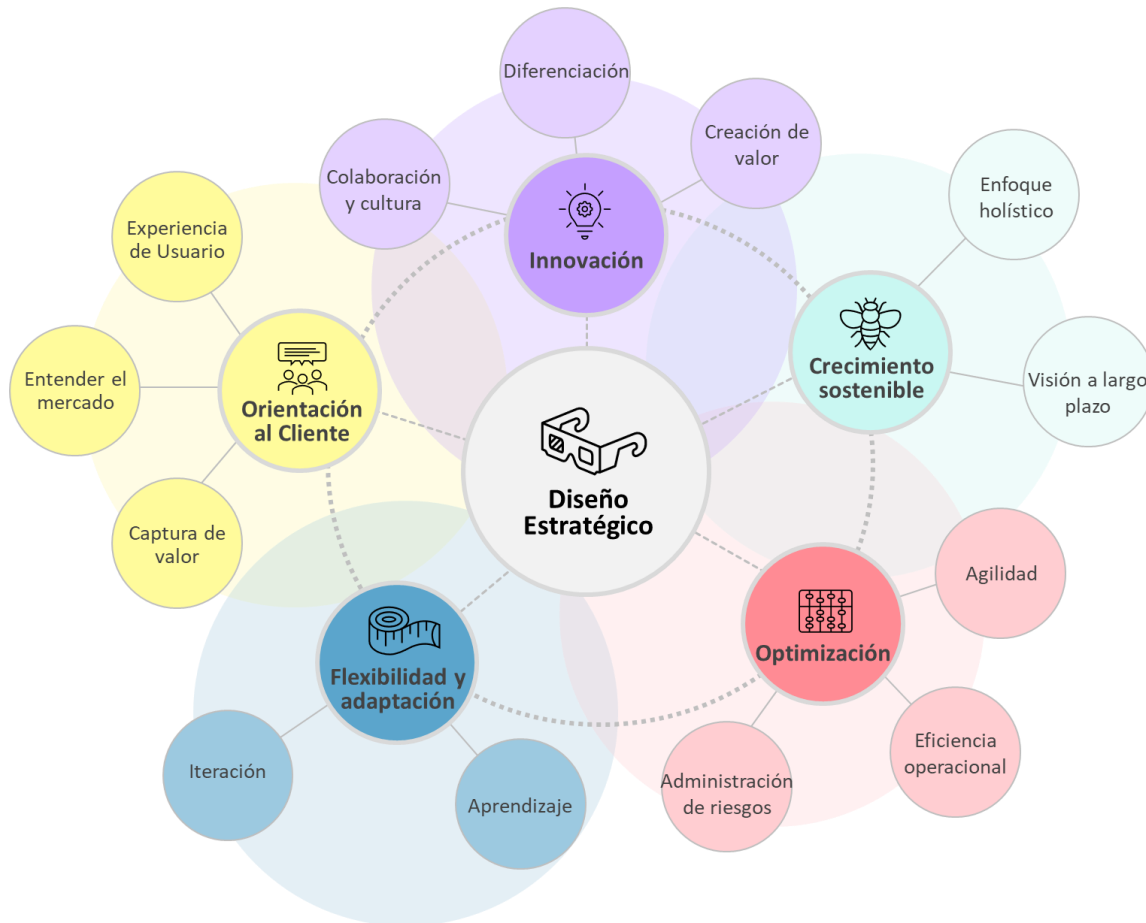 Diferenciación
Creación de
valor
Colaboración
y cultura
Innovación
Enfoque
holístico
Experiencia
de Usuario
Crecimiento
sostenible
Visión a largo
plazo
Entender el
mercado
Orientación
al Cliente
Diseño
Estratégico
Captura de
valor
Agilidad
Optimización
Flexibilidad y
adaptación
Iteración
Aprendizaje
Administración
de riesgos
Eficiencia
operacional